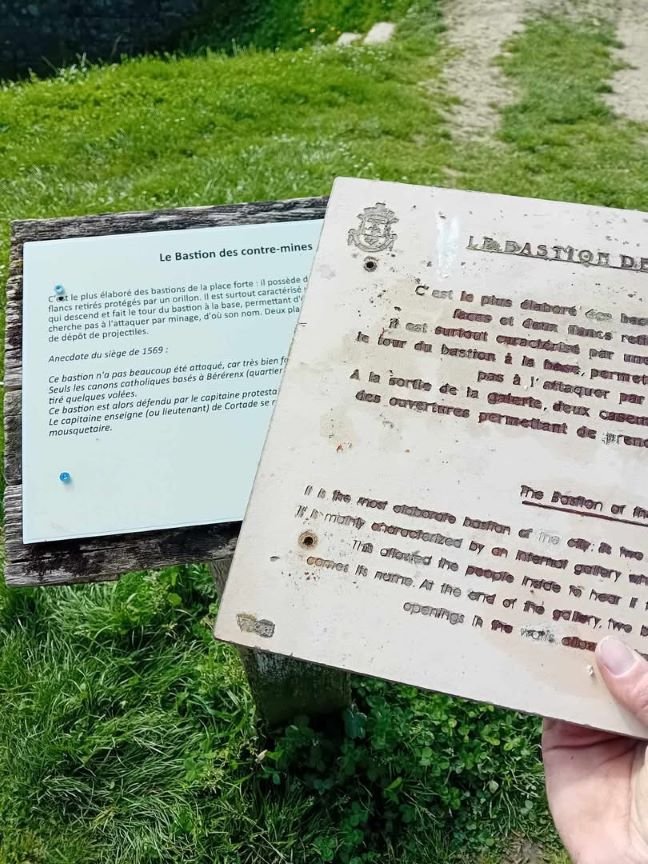 Le Bastion des contre-mines
C'est le plus élaboré des bastions de la place forte : il possède d
flancs retirés protégés par un orillon. Il est surtout caractérisé
qui descend et fait le tour du bastion à la base, permettant d'
cherche pas à l'attaquer par minage, d'où son nom. Deux pla
de dépôt de projectiles.
Anecdote du siège de 1569 :
Ce bastion n'a pas beaucoup été attaqué, car très bien fo
Seuls les canons catholiques basés à Bérérenx (quartier
tiré quelques volées.
Ce bastion est alors défendu par le capitaine protesta
Le capitaine enseigne (ou lieutenant) de Cortade se
mousquetaire.
LE BASTION DE
C'est le plus élaboré des bas
faces et deux flancs reti
Il est surtout caractérisé par une
le tour du bastion à la base, permet
pas à l'attaquer par
A la sortie de la galerie, deux casem
des ouvertures permettant de prend
The Bastion of the
It is the most elaborate bastion of the city. Its two
It is mainly characterized by an internal gallery wh
This allowed the people inside to hear if t
comes its name. At the end of the gallery, two b
openings in the walls allow